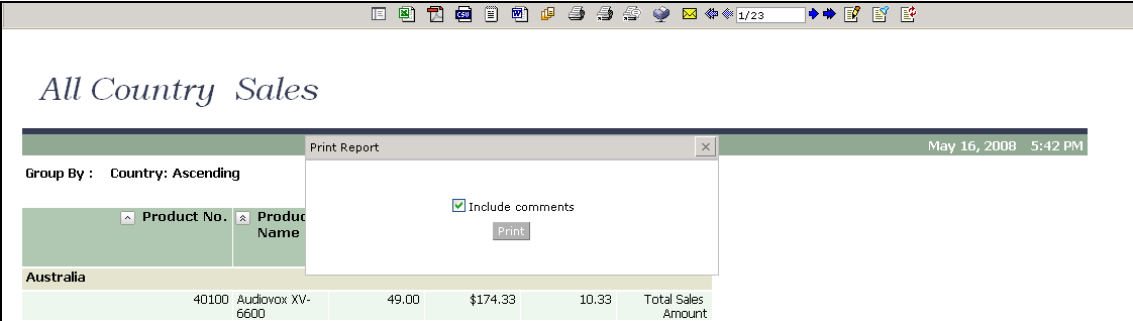 1/23
All Country Sales
May 16, 2008 5:42 PM
Print Report
Group By : Country: Ascending
Include comments
Print
Product No.
Name
Australia
40100 Audiovox XV-6600 49.00 $174.33 10.33 Total Sales Amount